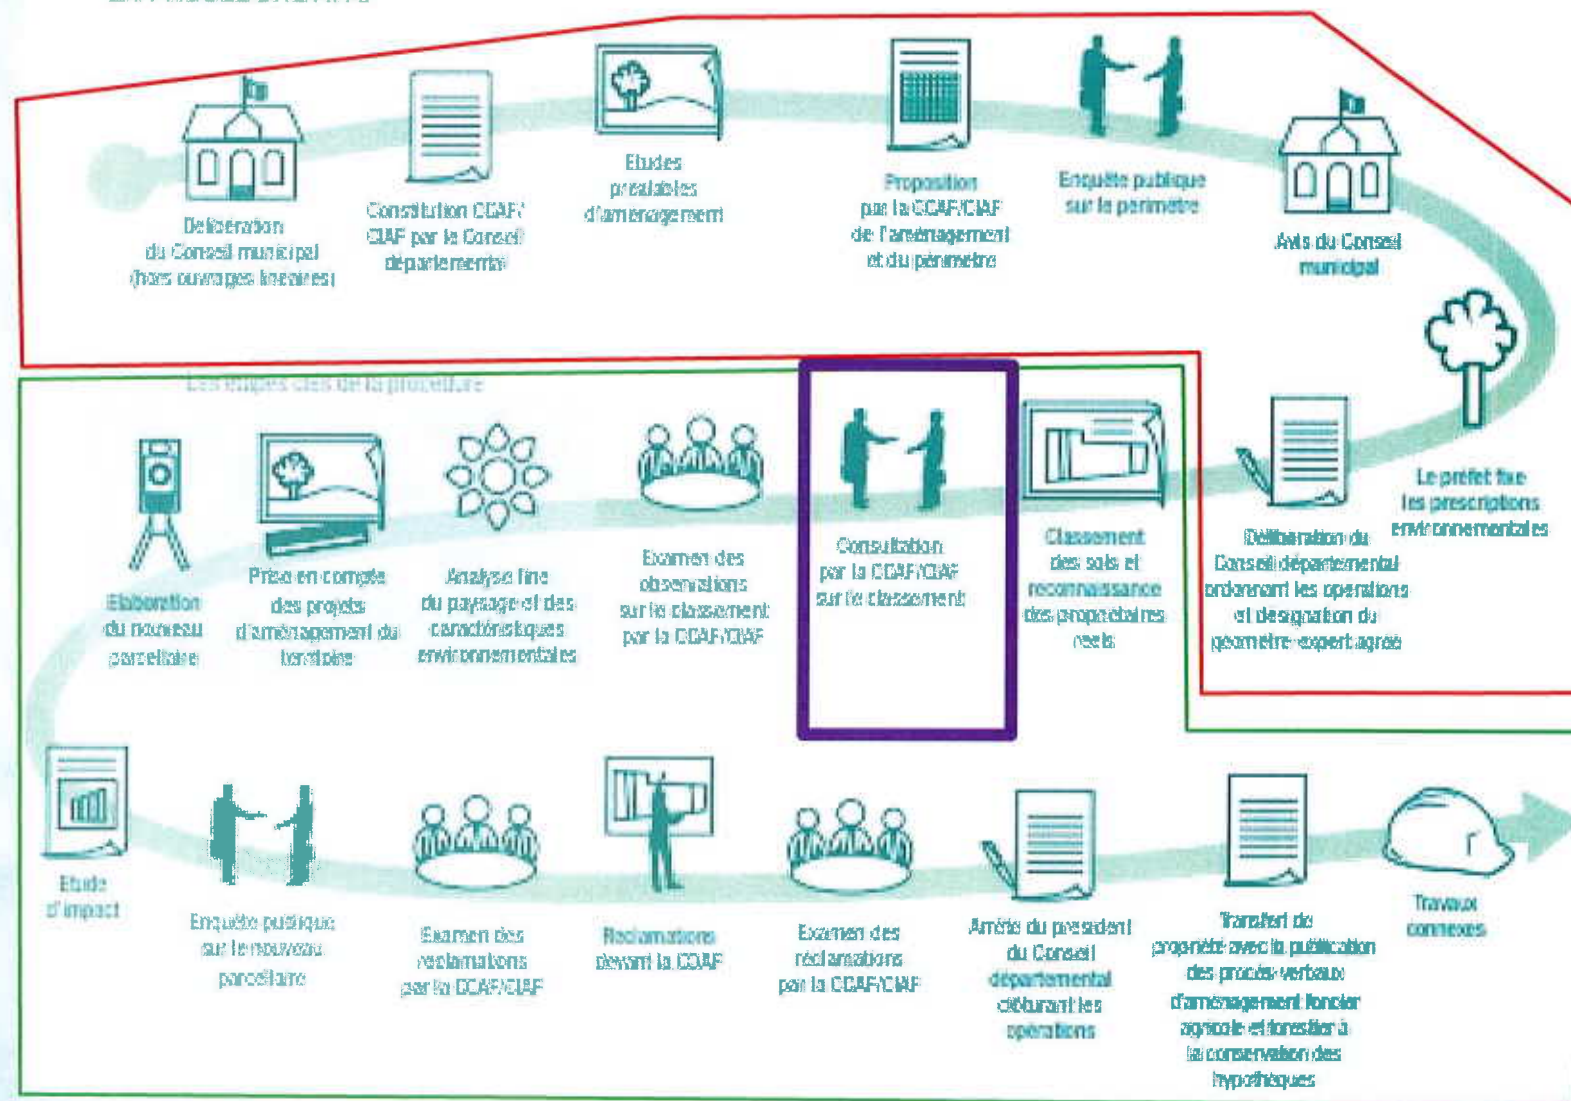 Délibération
du Conseil municipal
(hors ouvrages linéaires)
Constitution CCAF/
CIAF par le Conseil
départemental
Etudes
préalables
d'aménagement
Proposition
par la CCAF/CIAF
de l'aménagement
et du périmètre
Enquête publique
sur le périmètre
Avis du Conseil
municipal
Le préfet fixe
les prescriptions
environnementales
Délibération du
Conseil départemental
ordonnant les opérations
et désignation du
géomètre-expert agréé
Les étapes clés de la procédure
Classement
des sols et
reconnaissance
des propriétaires
réels
Consultation
par la CCAF/CIAF
sur le classement
Examen des
observations
sur le classement
par la CCAF/CIAF
Analyse fine
du paysage et des
caractéristiques
environnementales
Prise en compte
des projets
d'aménagement du
territoire
Elaboration
du nouveau
parcellaire
Etude
d'impact
Enquête publique
sur le nouveau
parcellaire
Examen des
réclamations
par la CCAF/CIAF
Réclamations
devant la CDAF
Examen des
réclamations
par la CCAF/CIAF
Arrêté du président
du Conseil
départemental
clôturant les
opérations
Transfert de
propriété avec la publication
des procès-verbaux
d'aménagement foncier
agricole et forestier à
la conservation des
hypothèques
Travaux
connexes